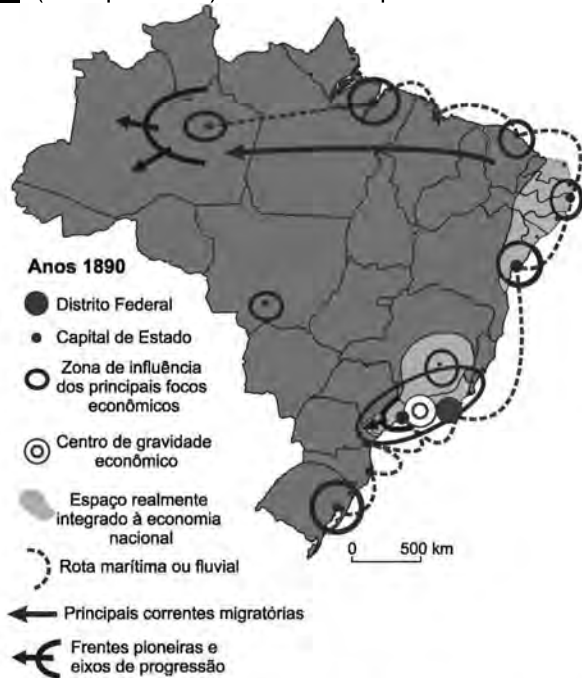 Anos 1890
Distrito Federal
Capital de Estado
Zona de influência
dos principais focos
econômicos
Centro de gravidade
econômico
Espaço realmente
integrado à economia
nacional
Rota marítima ou fluvial
Principais correntes migratórias
Frentes pioneiras e
eixos de progressão
0 500 km